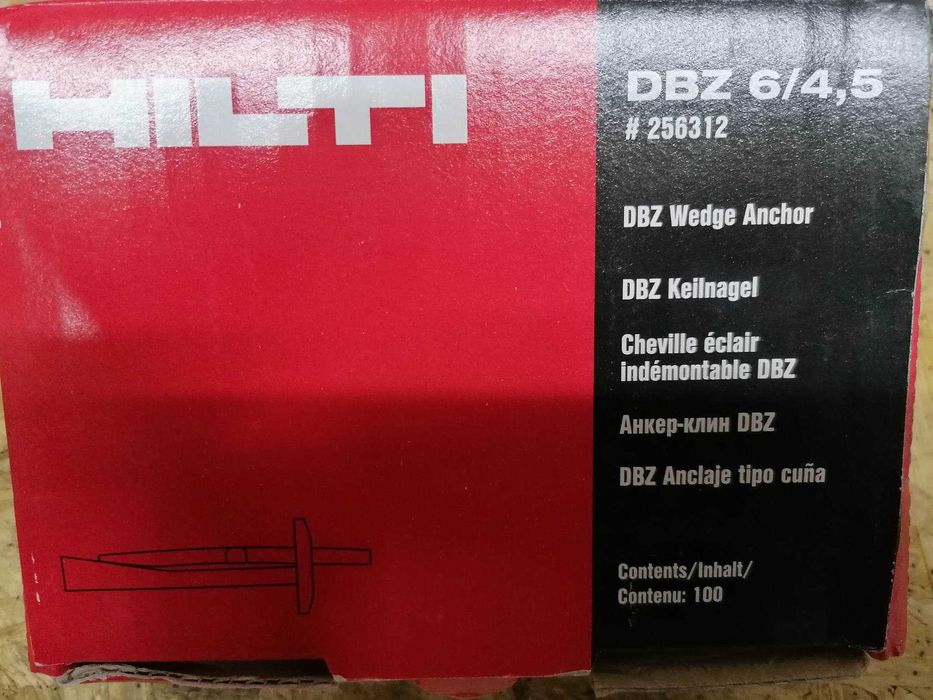 HILTI
DBZ 6/4,5
# 256312
DBZ Wedge Anchor
DBZ Keilnagel
Cheville éclair
indémontable DBZ
Анкер-клин DBZ
DBZ Anclaje tipo cuña
Contents/Inhalt/
Contenu: 100